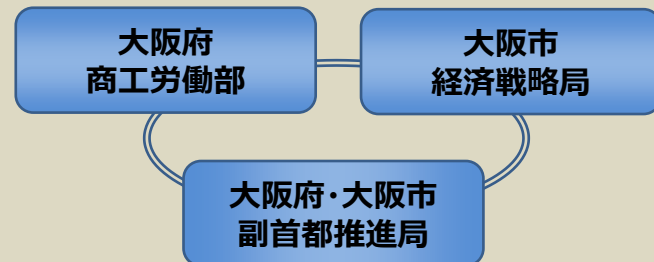 大阪府
商工労働部
大阪市
経済戦略局
大阪府・大阪市
副首都推進局